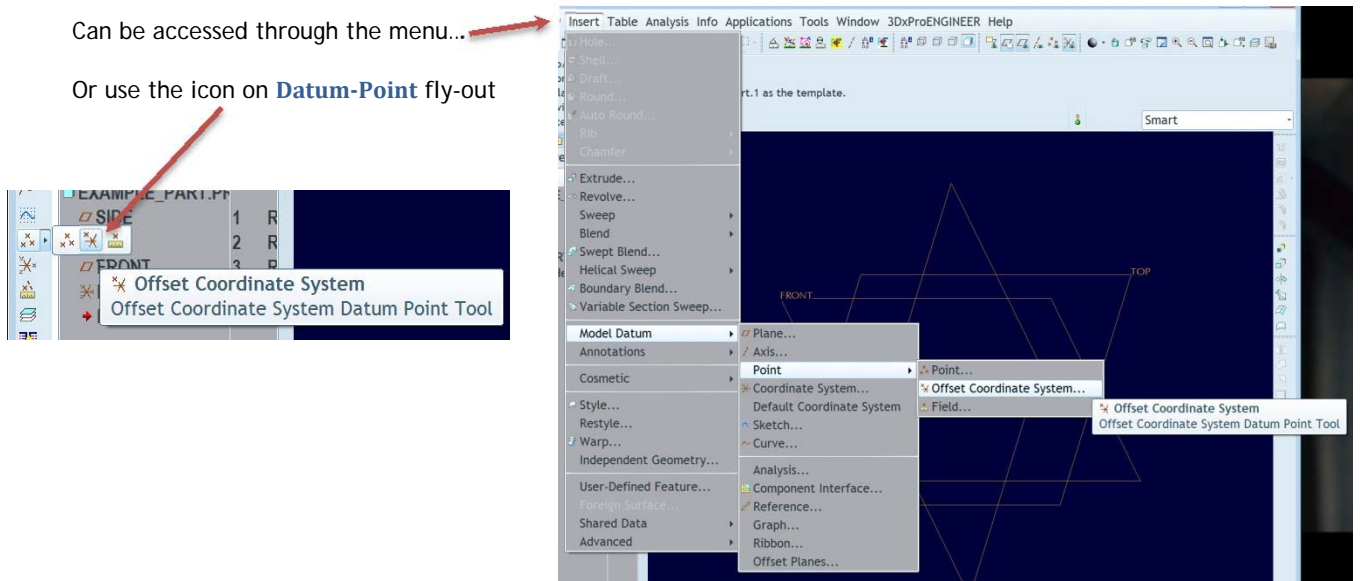 Can be accessed through the menu...
Or use the icon on Datum-Point fly-out
EXAMPLE_PART.PR
SIDE 1 R
2 R
FRONT 3 R
Offset Coordinate System
Offset Coordinate System Datum Point Tool
Insert Table Analysis Info Applications Tools Window 3DxProENGINEER Help
Hole...
Shell...
Draft...
Round...
Auto Round...
Rib
Chamfer
rt.1 as the template.
Smart
Extrude...
Revolve...
Sweep
Blend
Swept Blend...
Helical Sweep
Boundary Blend...
Variable Section Sweep...
Model Datum
Annotations
Cosmetic
Style...
Restyle...
Warp...
Independent Geometry...
User-Defined Feature...
Foreign Surface...
Shared Data
Advanced
TOP
FRONT
Plane...
Axis...
Point
Coordinate System...
Default Coordinate System
Sketch...
Curve...
Analysis...
Component Interface...
Reference...
Graph...
Ribbon...
Offset Planes...
Point...
Offset Coordinate System...
Field...
Offset Coordinate System
Offset Coordinate System Datum Point Tool